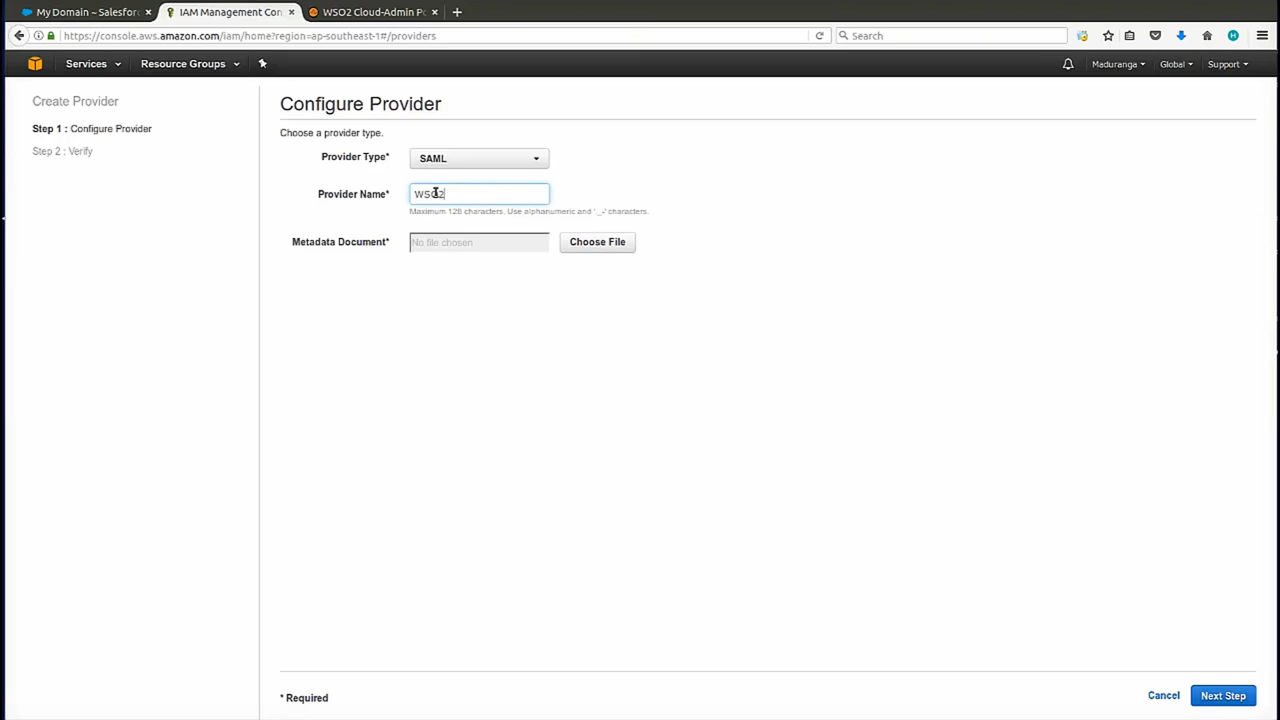 My Domain ~ Salesforc × IAM Management Con × WSO2 Cloud-Admin Po × +
https://console.aws.amazon.com/iam/home?region=ap-southeast-1#/providers Search
Services Resource Groups Maduranga Global Support
Create Provider
Step 1 : Configure Provider
Step 2 : Verify
Configure Provider
Choose a provider type.
Provider Type* SAML
Provider Name* WSO2
Maximum 128 characters. Use alphanumeric and '._-' characters.
Metadata Document* No file chosen Choose File
* Required Cancel Next Step